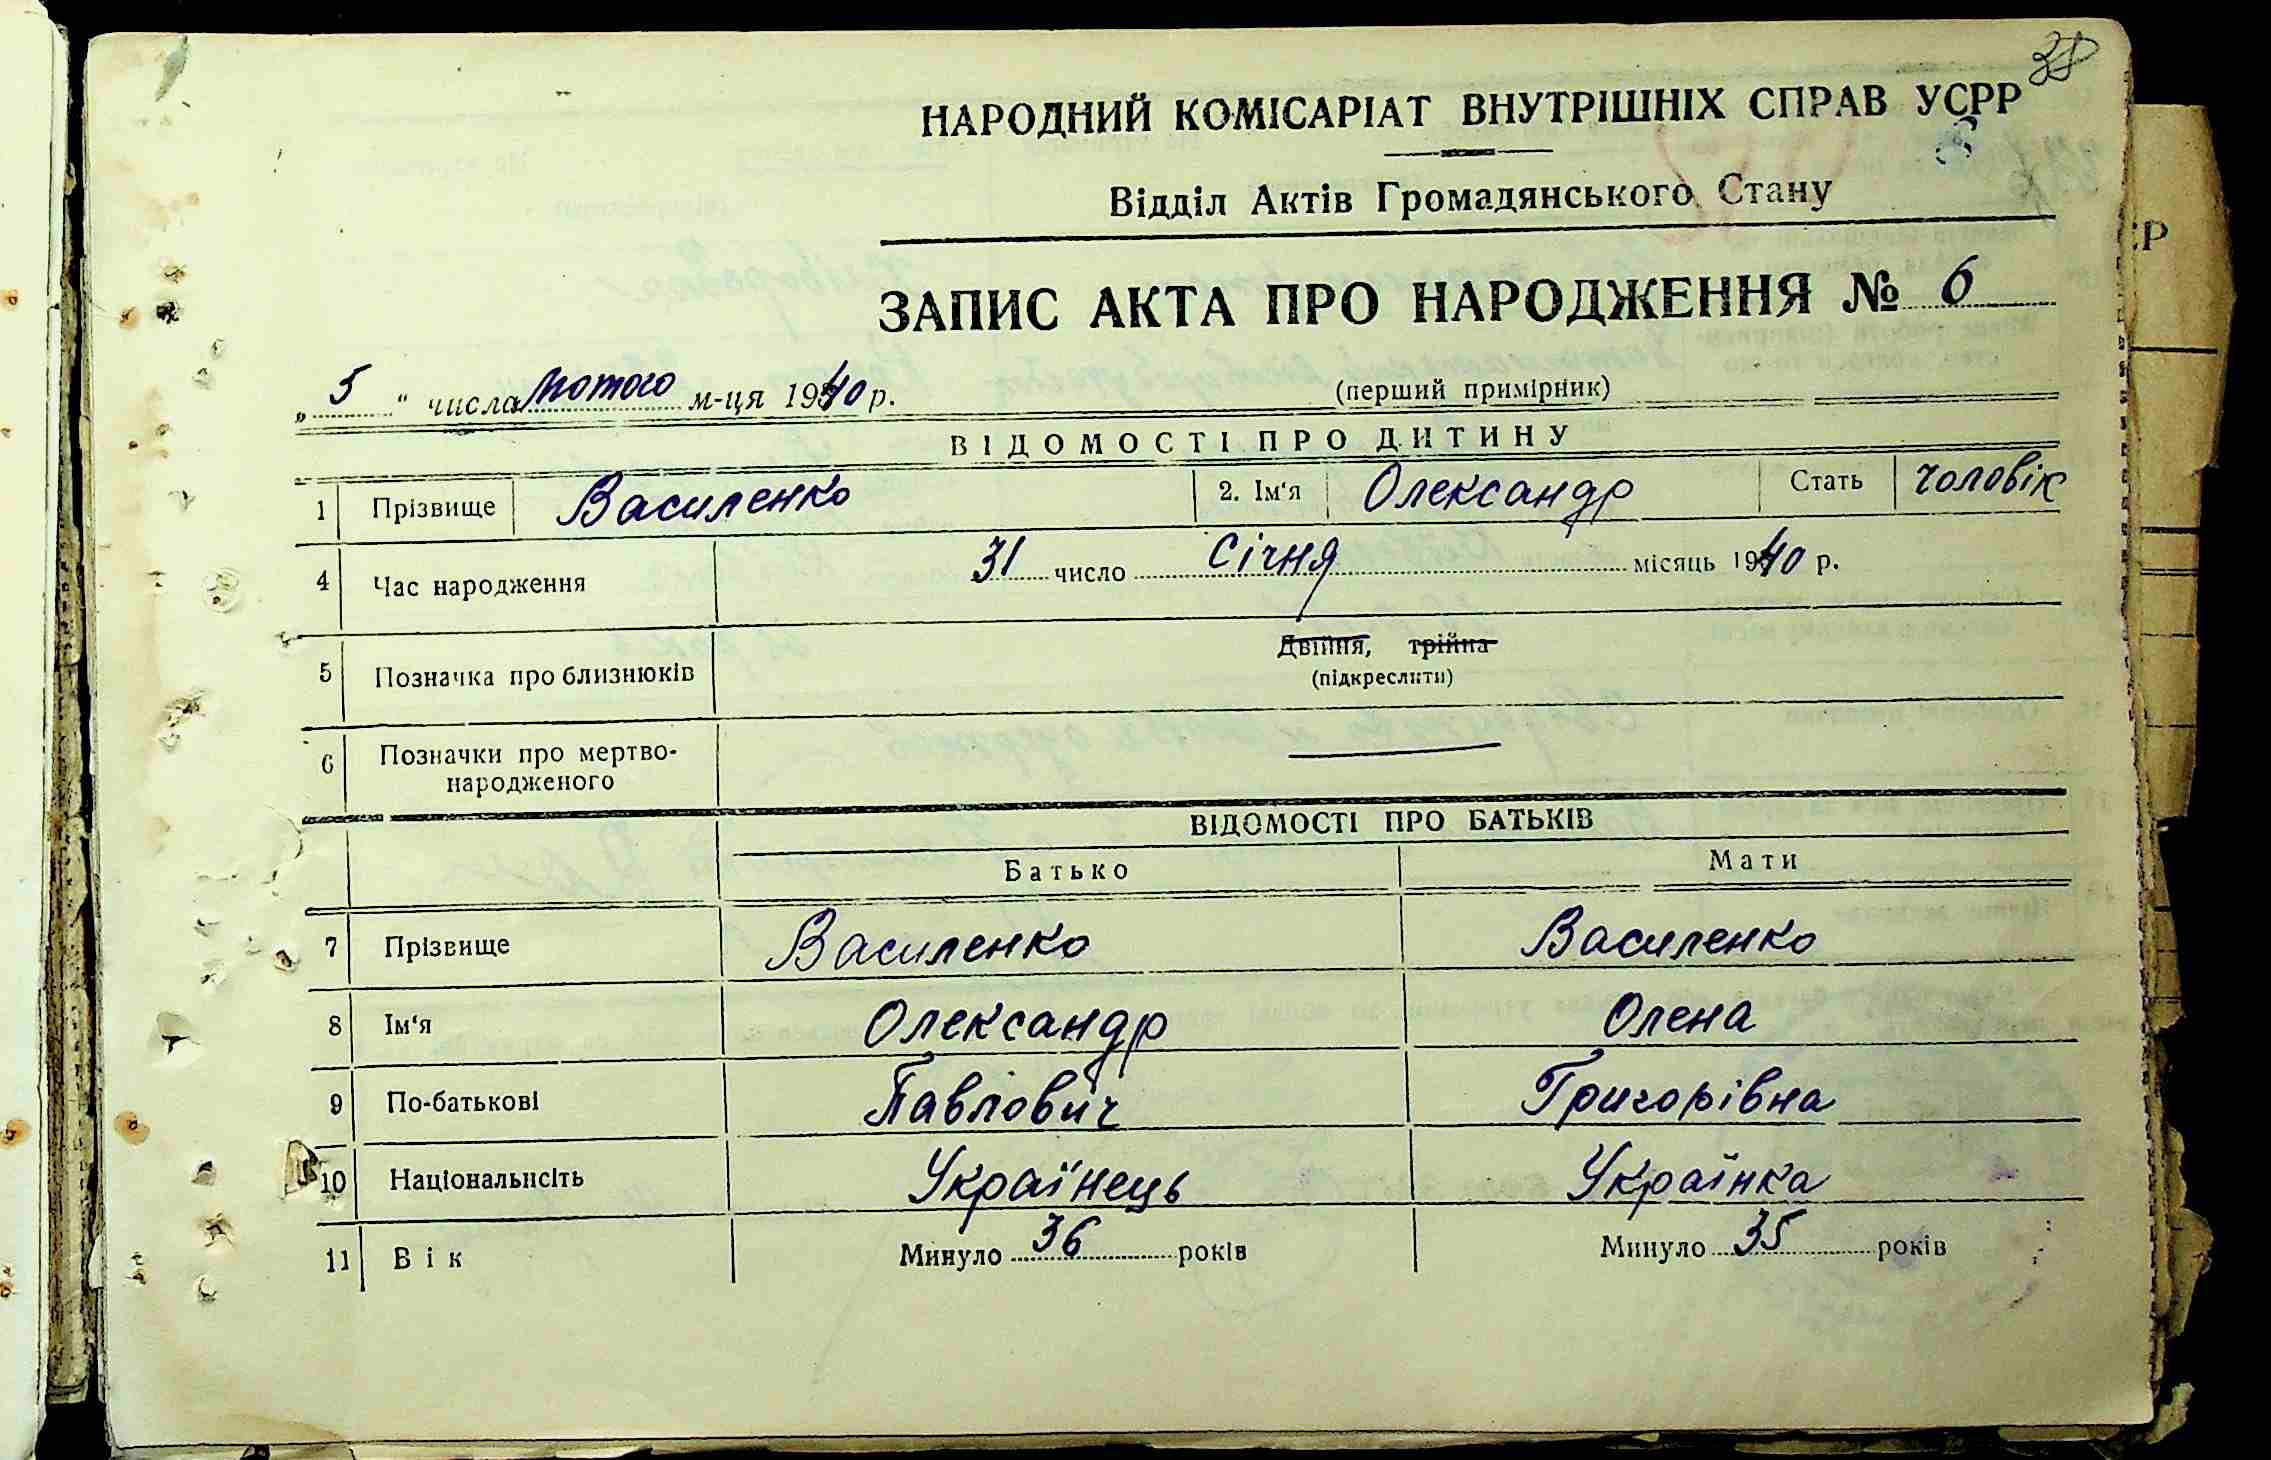 38
НАРОДНИЙ КОМІСАРІАТ ВНУТРІШНІХ СПРАВ УСРР
Відділ Актів Громадянського Стану
ЗАПИС АКТА ПРО НАРОДЖЕННЯ № 6
„ 5 " числа Лютого м-ця 1940 р. (перший примірник)
ВІДОМОСТІ ПРО ДИТИНУ
1 Прізвище Василенко 2. Ім'я Олександр Стать чоловік
4 Час народження 31 число Січня місяць 1940 р.
5 Позначка про близнюків Двійня, трійня
(підкреслити)
6 Позначки про мертво-
народженого
ВІДОМОСТІ ПРО БАТЬКІВ
Батько Мати
7 Прізвище Василенко Василенко
8 Ім'я Олександр Олена
9 По-батькові Павлович Григорівна
10 Національність Українець Українка
11 Вік Минуло 36 років Минуло 35 років